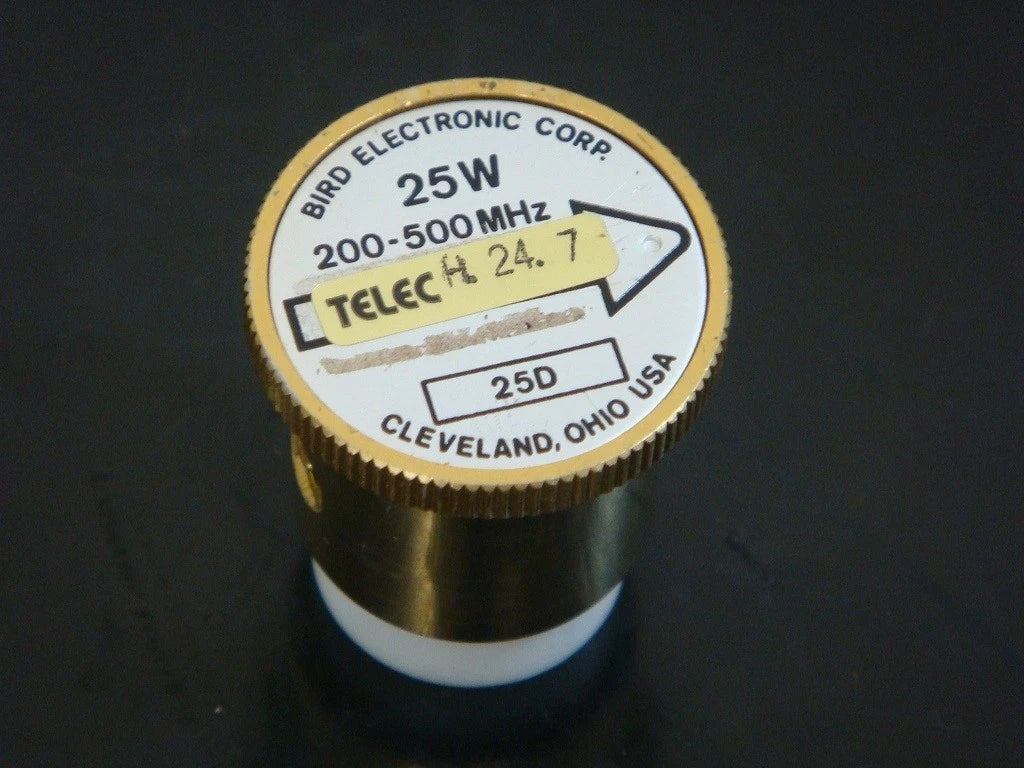 BIRD ELECTRONIC CORP.
25W
200-500MHz
TELEC H. 24. 7
25D
CLEVELAND, OHIO USA